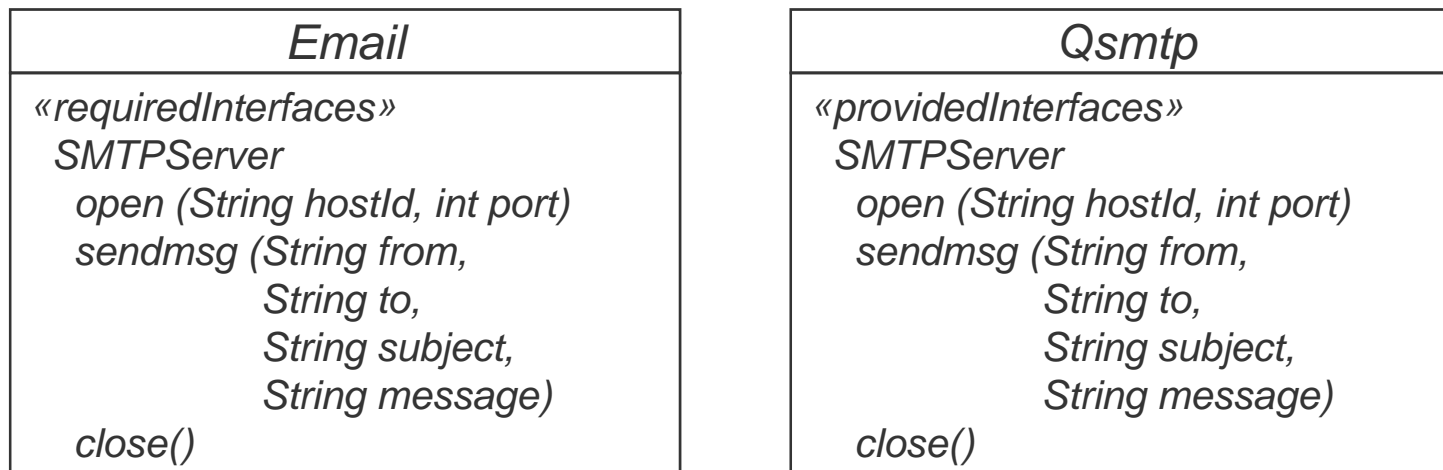 Email
«requiredInterfaces»
SMTPServer
open (String hostId, int port)
sendmsg (String from,
String to,
String subject,
String message)
close()
Qsmtp
«providedInterfaces»
SMTPServer
open (String hostId, int port)
sendmsg (String from,
String to,
String subject,
String message)
close()